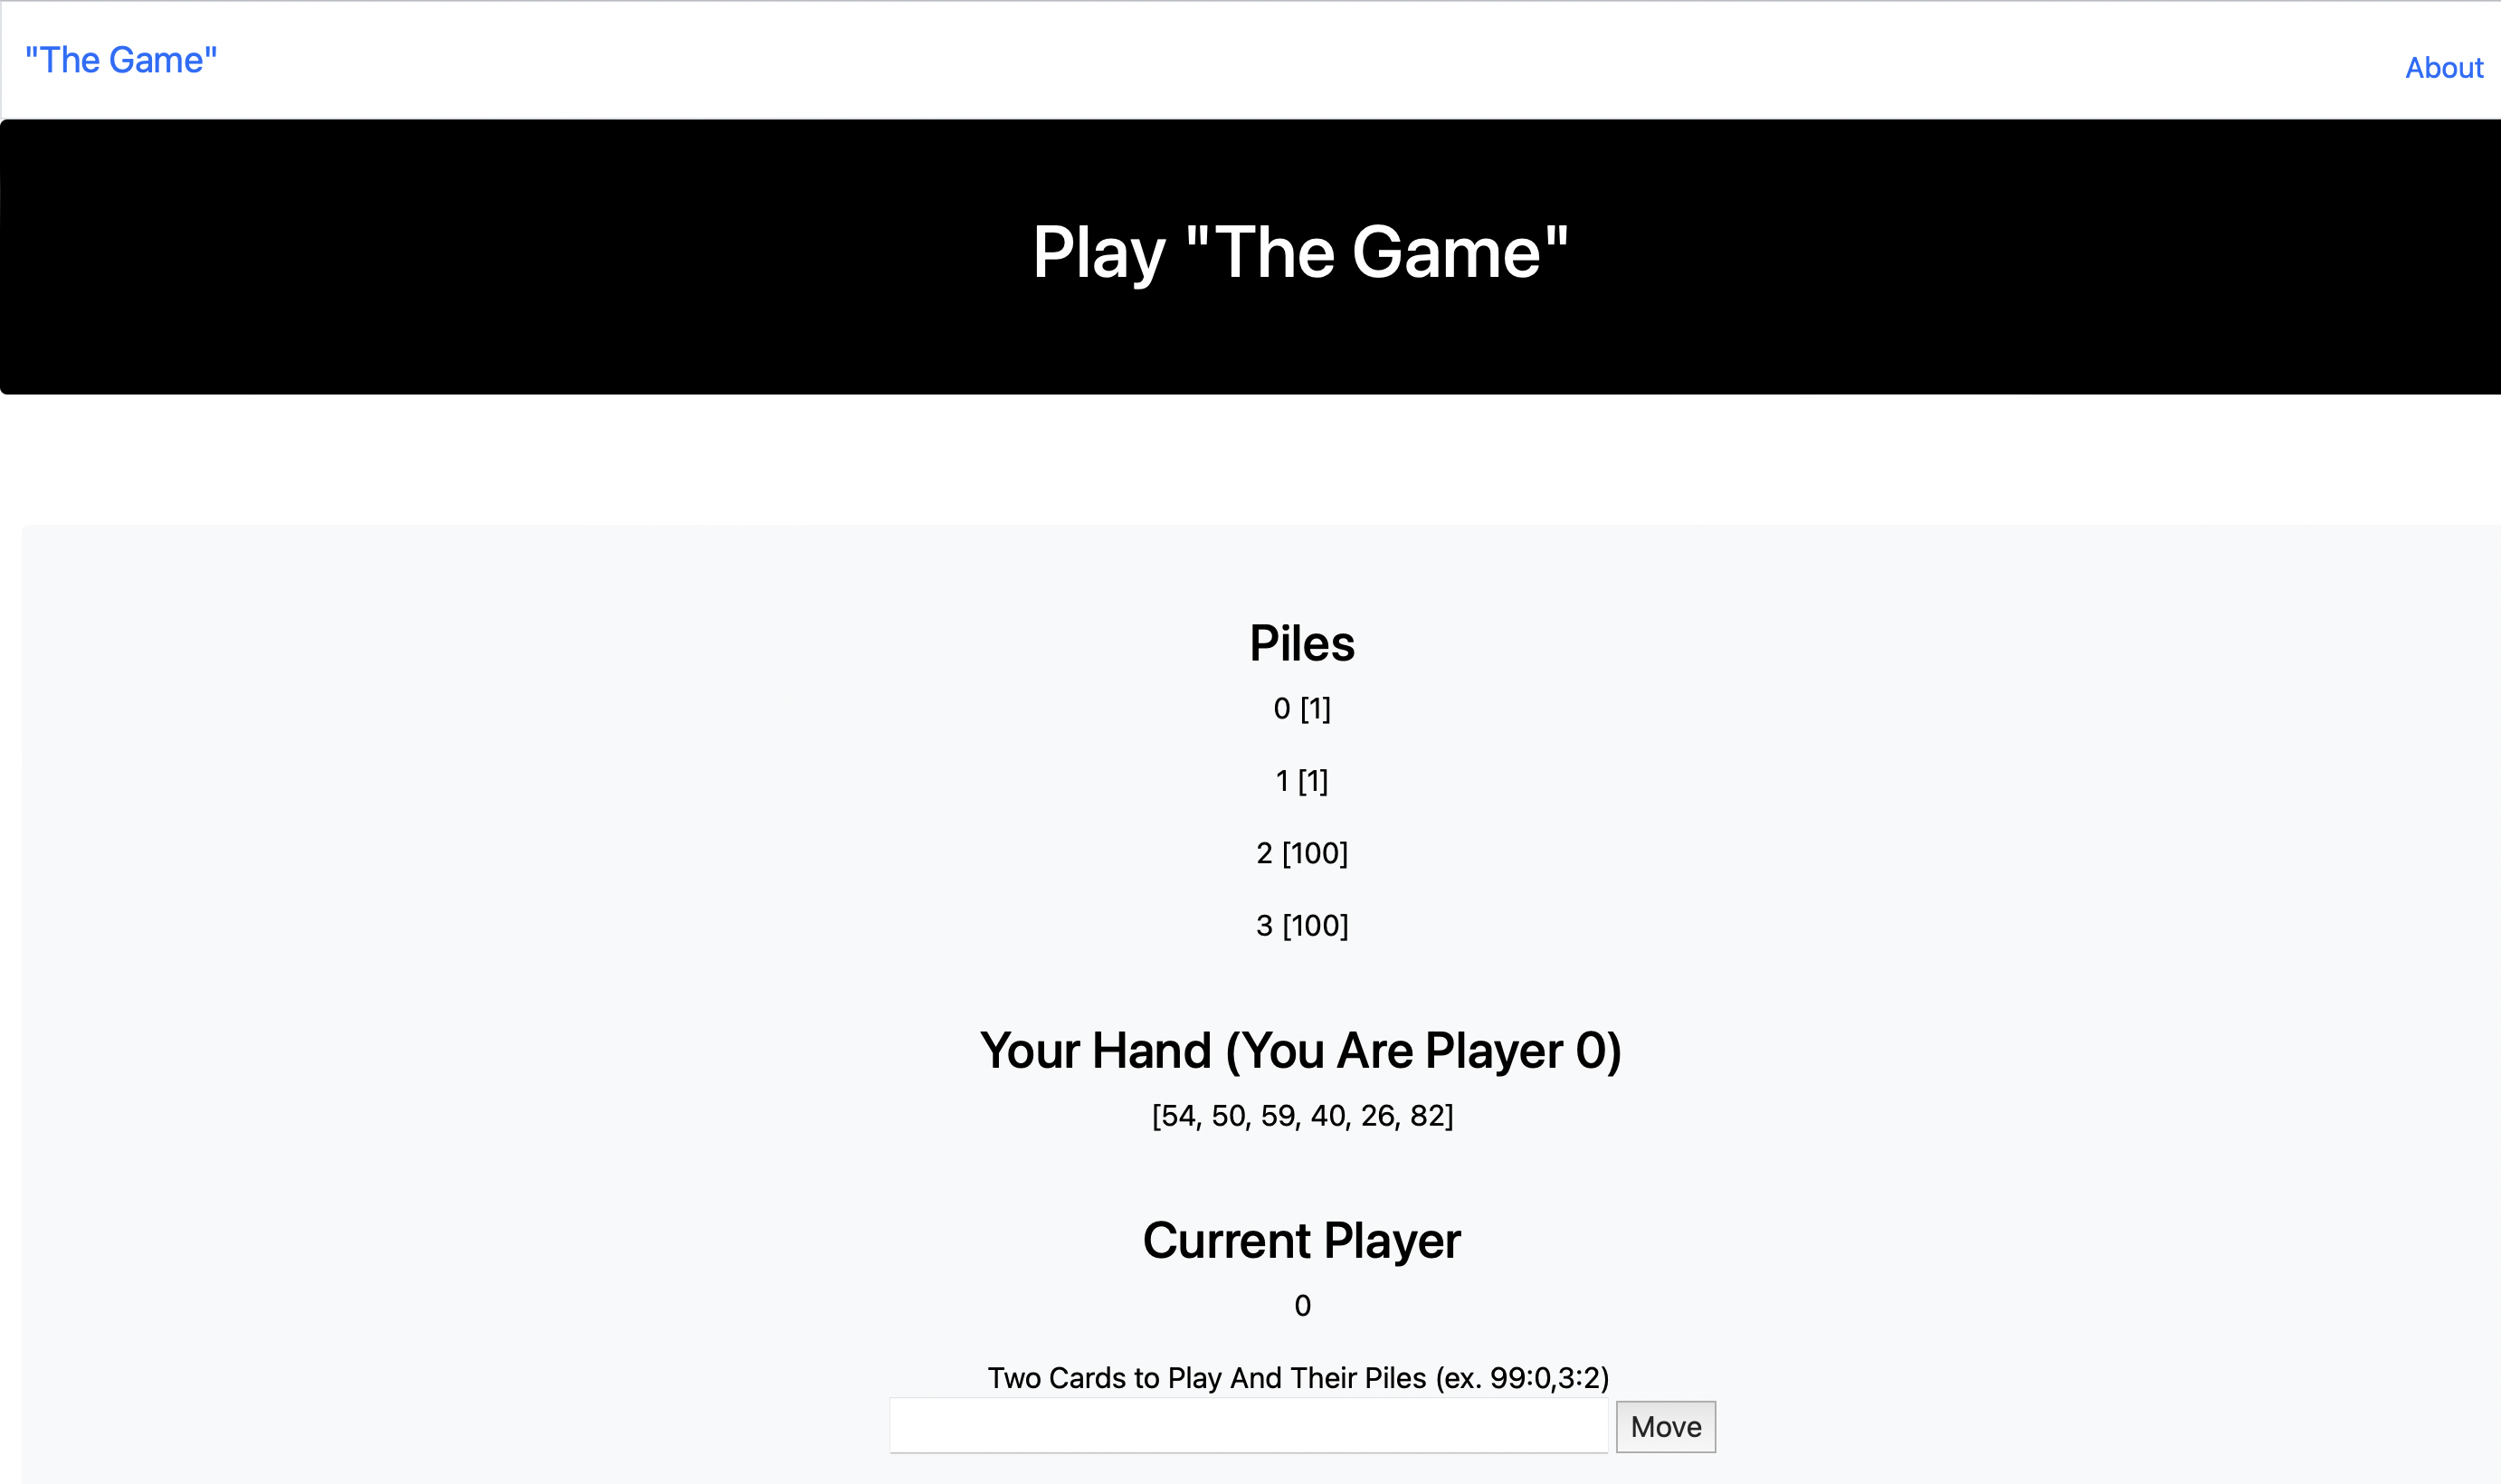 "The Game"
About
Play "The Game"
Piles
0 [1]
1 [1]
2 [100]
3 [100]
Your Hand (You Are Player 0)
[54, 50, 59, 40, 26, 82]
Current Player
0
Two Cards to Play And Their Piles (ex. 99:0,3:2)
Move